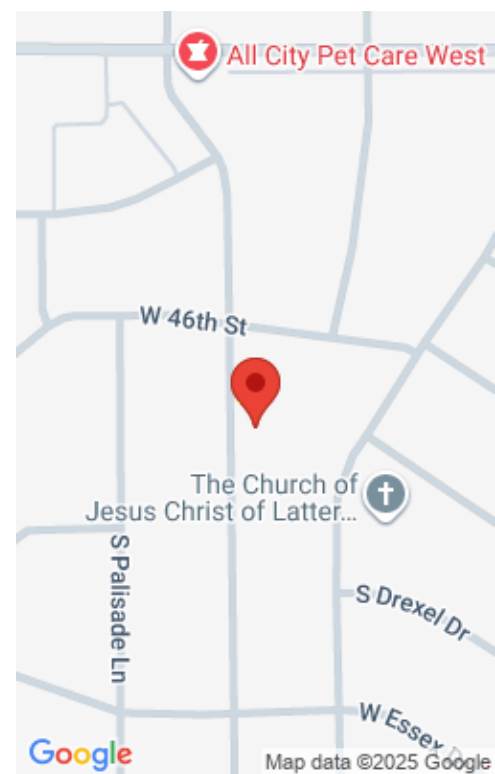 All City Pet Care West
W 46th St
The Church of
Jesus Christ of Latter...
S Palisade Ln
S Drexel Dr
W Essex
Google
Map data ©2025 Google